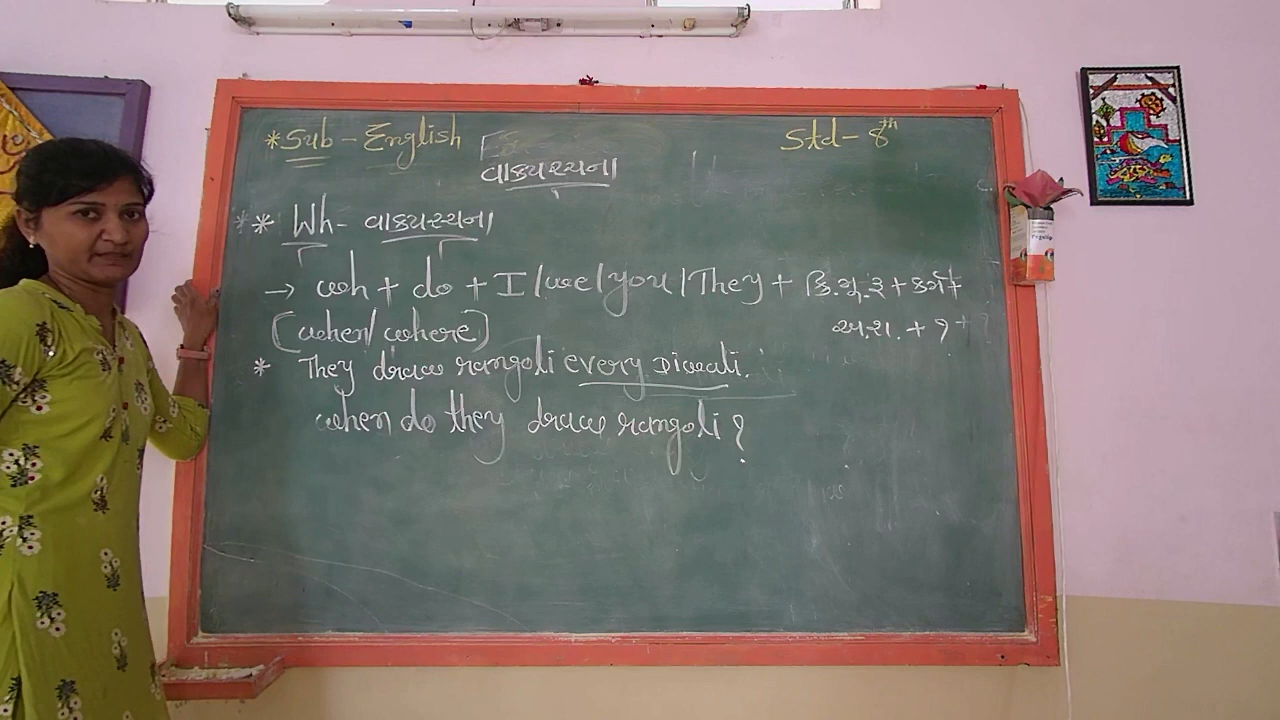 *Sub - English
Std - 8th
વાક્યરચના
** Wh - વાક્યરચના
→ wh + do + I / we / you / They + ક્રિ.મૂ.રૂ + કર્મ +
(when / where)
અ.શ. + ?
* They draw rangoli every Diwali.
when do they draw rangoli ?